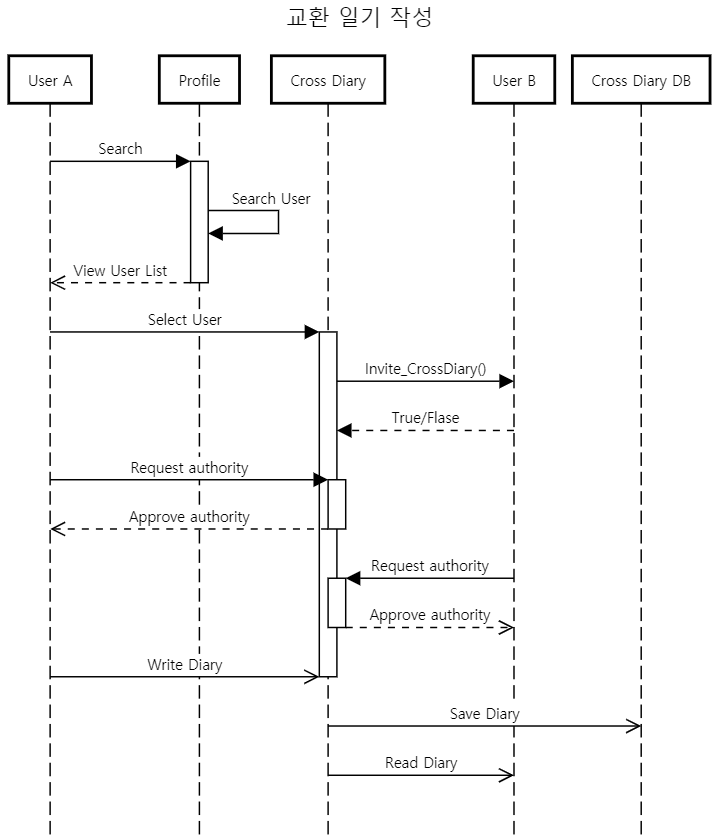 교환 일기 작성
User A
Profile
Cross Diary
User B
Cross Diary DB
Search
Search User
View User List
Select User
Invite_CrossDiary()
True/Flase
Request authority
Approve authority
Request authority
Approve authority
Write Diary
Save Diary
Read Diary